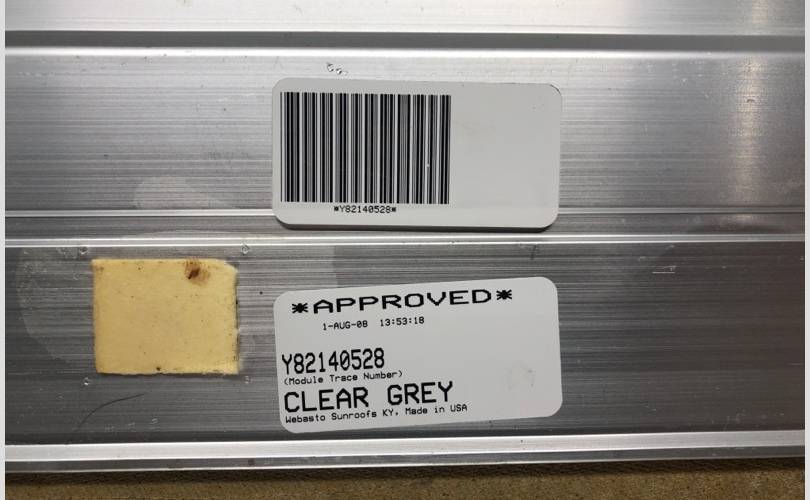 *Y82140528*
*APPROVED*
1-AUG-08 13:53:18
Y82140528
(Module Trace Number)
CLEAR GREY
Webasto Sunroofs KY, Made in USA